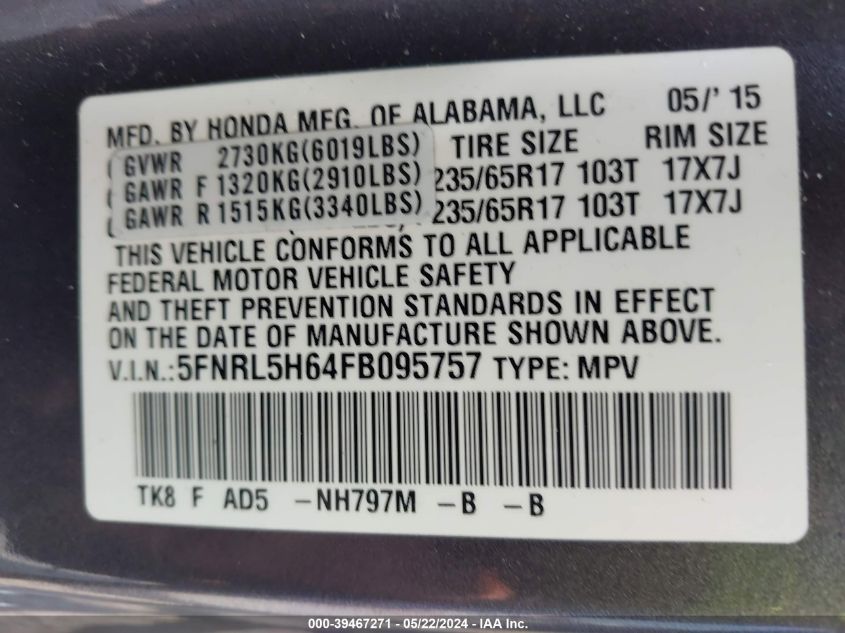 MFD. BY HONDA MFG. OF ALABAMA, LLC 05/' 15
GVWR 2730KG(6019LBS) TIRE SIZE RIM SIZE
GAWR F 1320KG(2910LBS) 235/65R17 103T 17X7J
GAWR R 1515KG(3340LBS) 235/65R17 103T 17X7J
THIS VEHICLE CONFORMS TO ALL APPLICABLE
FEDERAL MOTOR VEHICLE SAFETY
AND THEFT PREVENTION STANDARDS IN EFFECT
ON THE DATE OF MANUFACTURE SHOWN ABOVE.
V.I.N.:5FNRL5H64FB095757 TYPE: MPV
TK8 F AD5 -NH797M -B -B
000-39467271 - 05/22/2024 - IAA Inc.